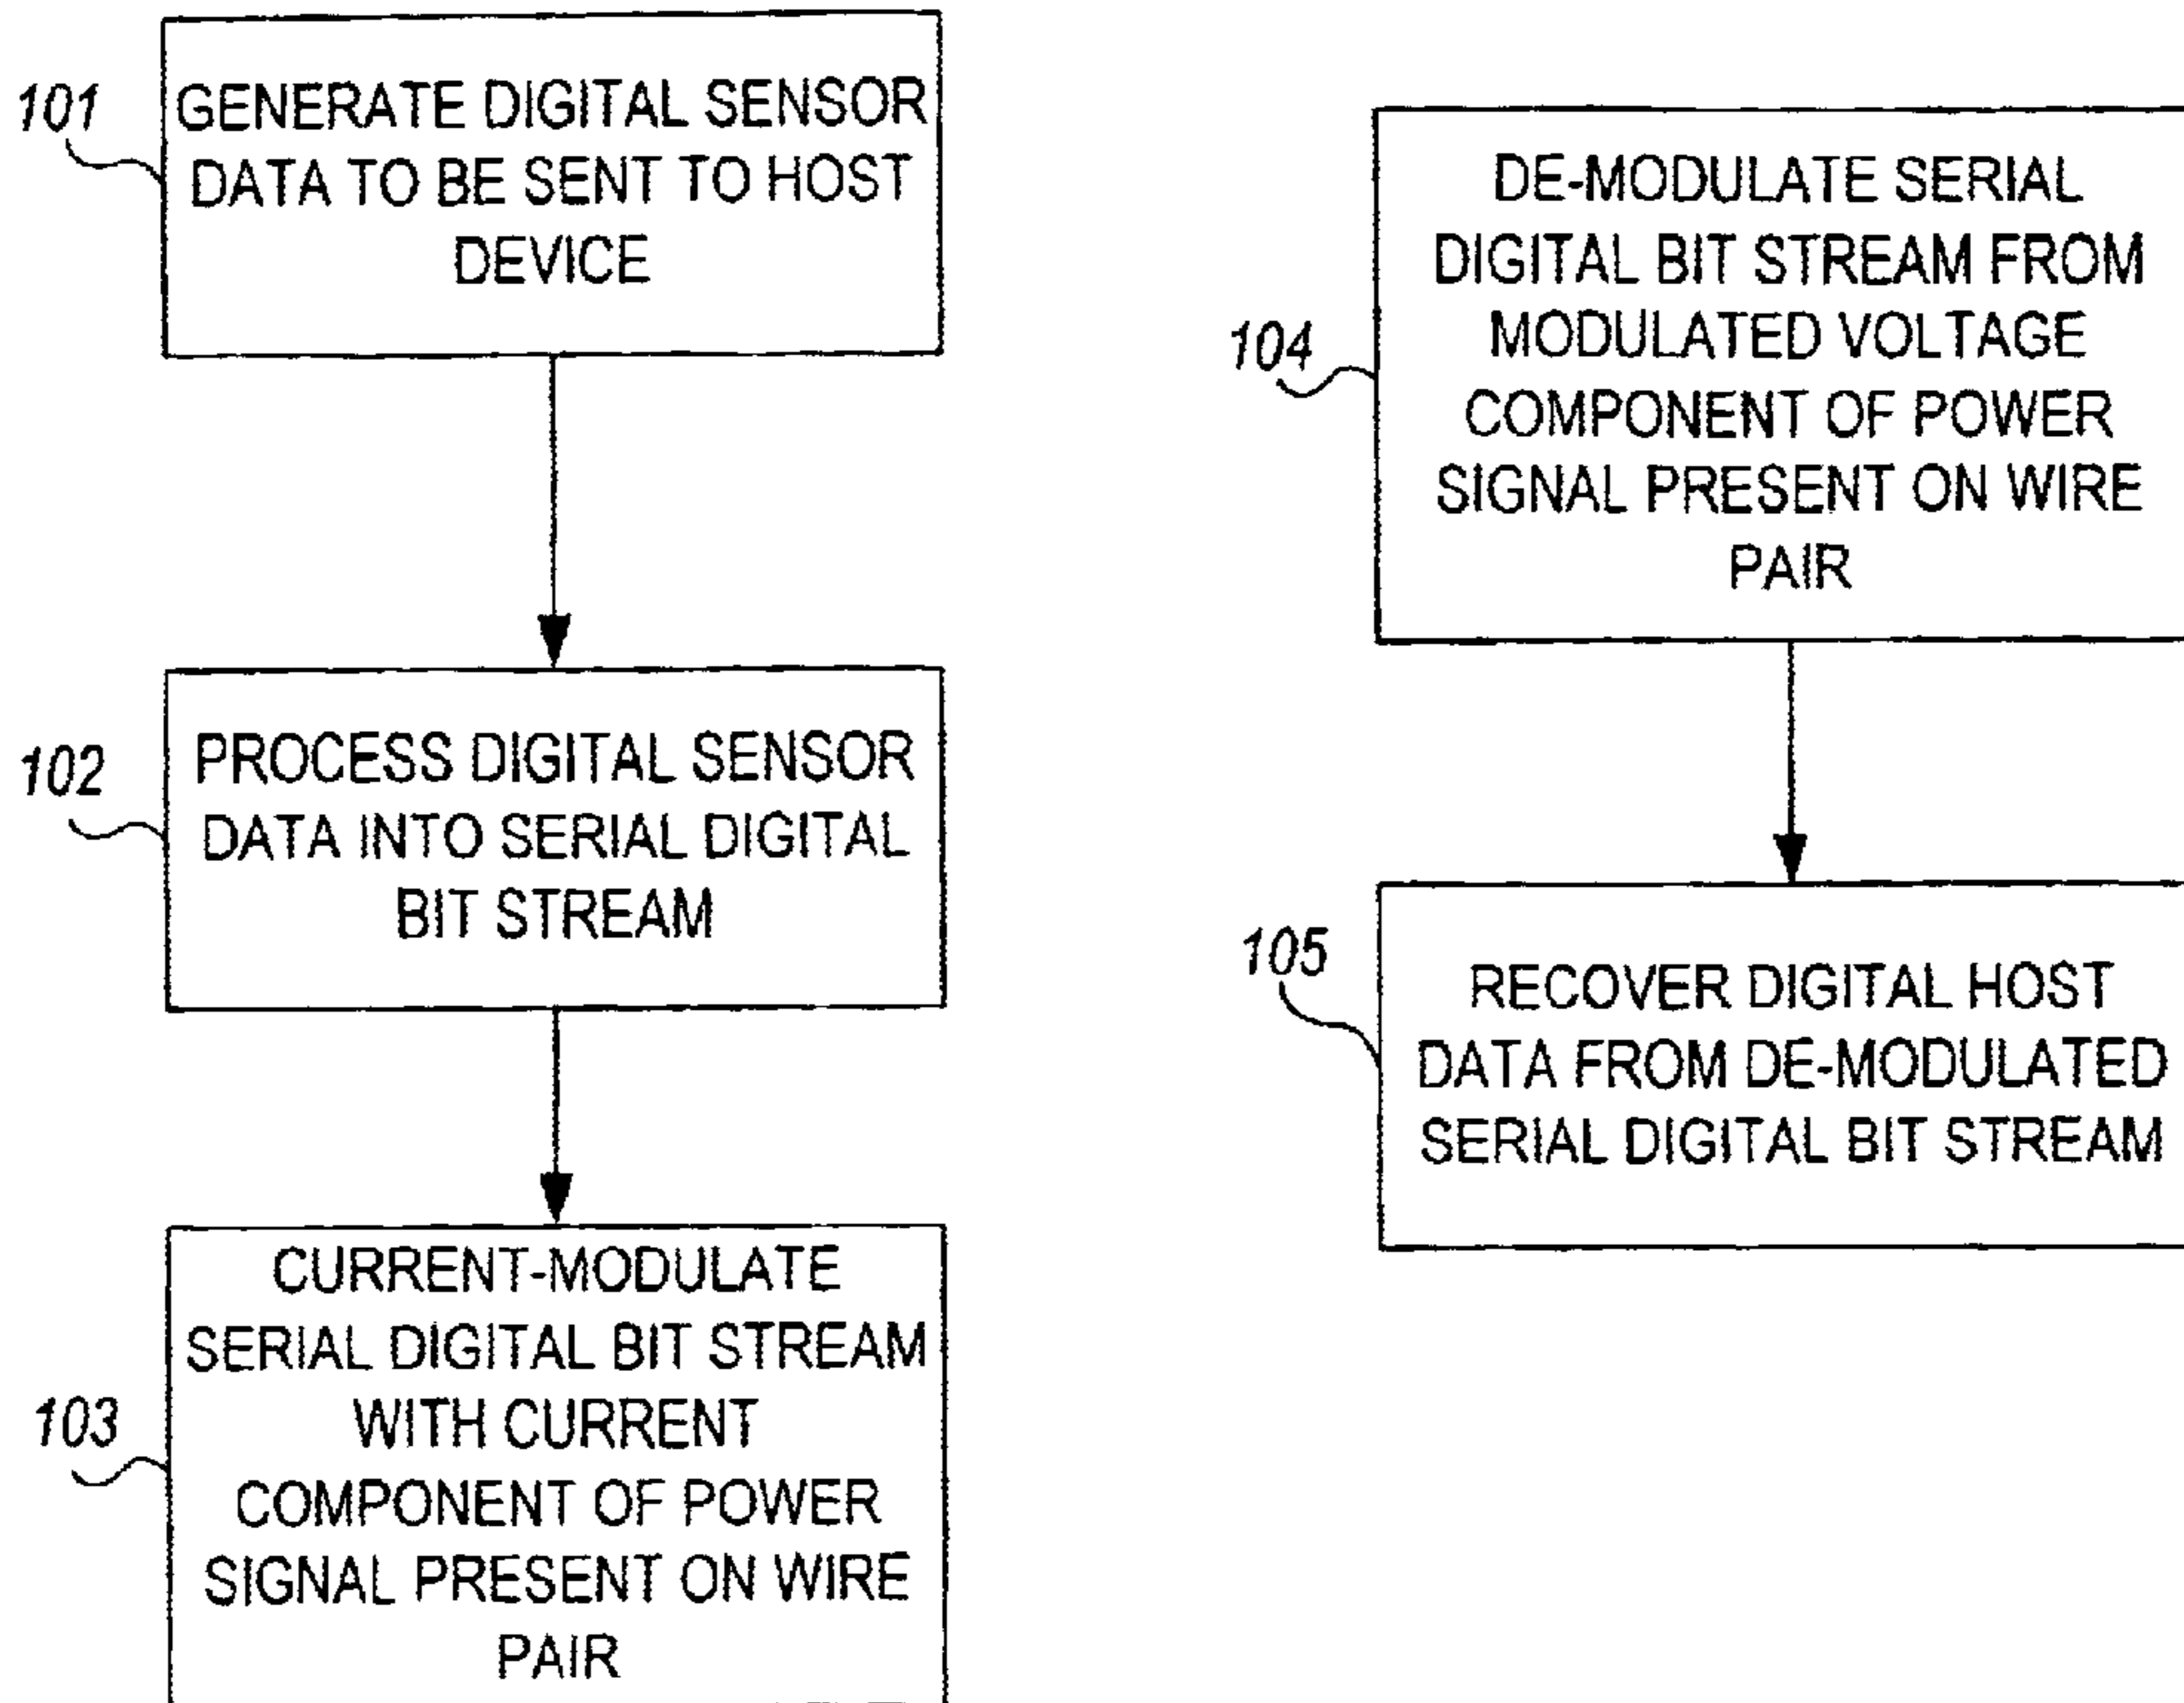 101
GENERATE DIGITAL SENSOR
DATA TO BE SENT TO HOST
DEVICE
102
PROCESS DIGITAL SENSOR
DATA INTO SERIAL DIGITAL
BIT STREAM
103
CURRENT-MODULATE
SERIAL DIGITAL BIT STREAM
WITH CURRENT
COMPONENT OF POWER
SIGNAL PRESENT ON WIRE
PAIR
104
DE-MODULATE SERIAL
DIGITAL BIT STREAM FROM
MODULATED VOLTAGE
COMPONENT OF POWER
SIGNAL PRESENT ON WIRE
PAIR
105
RECOVER DIGITAL HOST
DATA FROM DE-MODULATED
SERIAL DIGITAL BIT STREAM